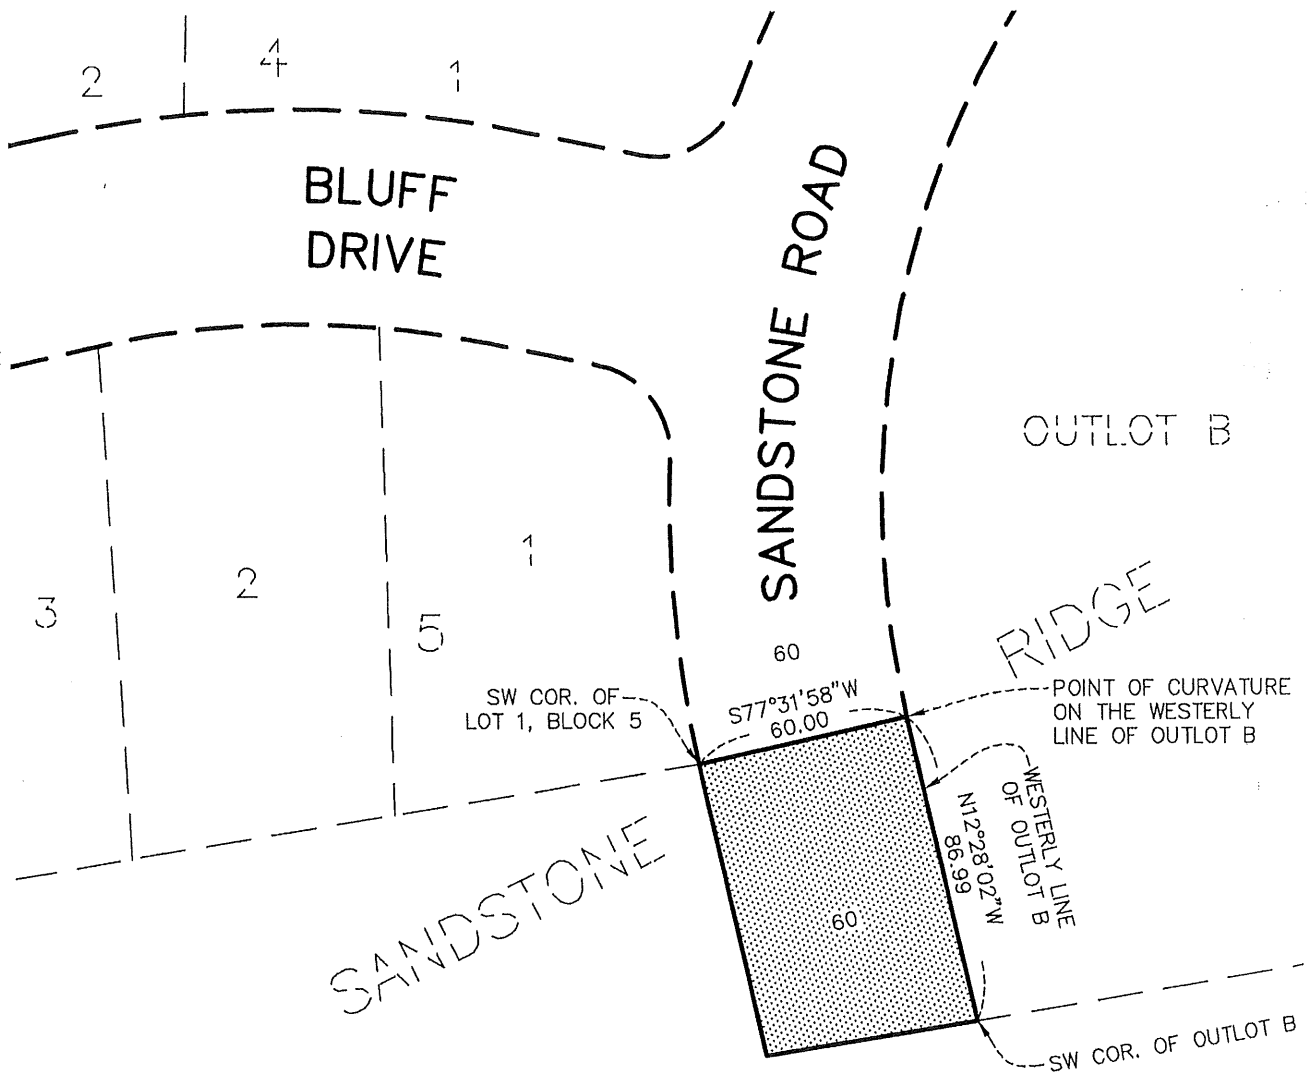 2
4
1
BLUFF
DRIVE
SANDSTONE ROAD
OUTLOT B
3
2
5
1
60
RIDGE
SW COR. OF
LOT 1, BLOCK 5
S77°31'58"W
60.00
POINT OF CURVATURE
ON THE WESTERLY
LINE OF OUTLOT B
WESTERLY LINE
OF OUTLOT B
N12°28'02"W
86.99
SANDSTONE
60
SW COR. OF OUTLOT B